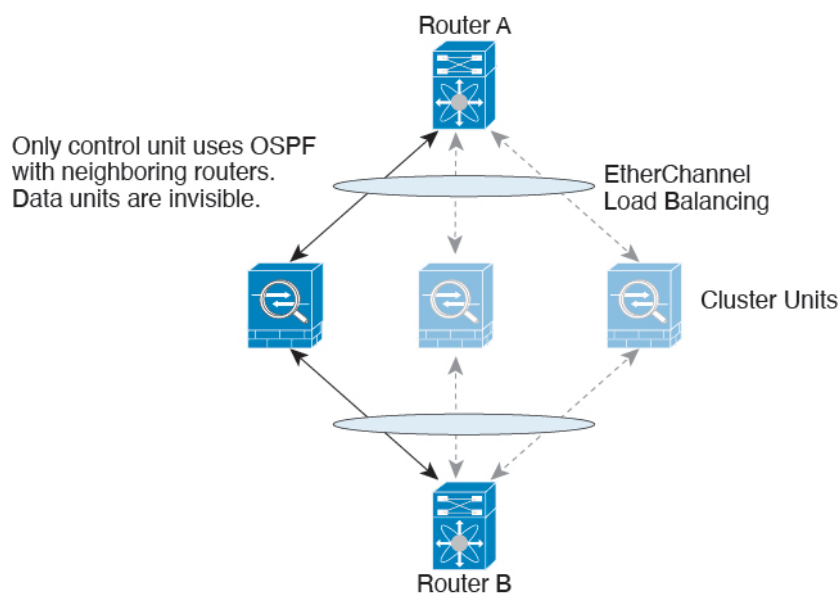 Router A
Only control unit uses OSPF
with neighboring routers.
Data units are invisible.
EtherChannel
Load Balancing
Cluster Units
Router B